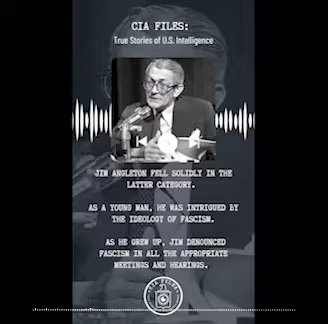 CIA FILES:
True Stories of U.S. Intelligence
JIM ANGLETON FELL SOLIDLY IN THE
LATTER CATEGORY.
AS A YOUNG MAN, HE WAS INTRIGUED BY
THE IDEOLOGY OF FASCISM.
AS HE GREW UP, JIM DENOUNCED
FASCISM IN ALL THE APPROPRIATE
MEETINGS AND HEARINGS.